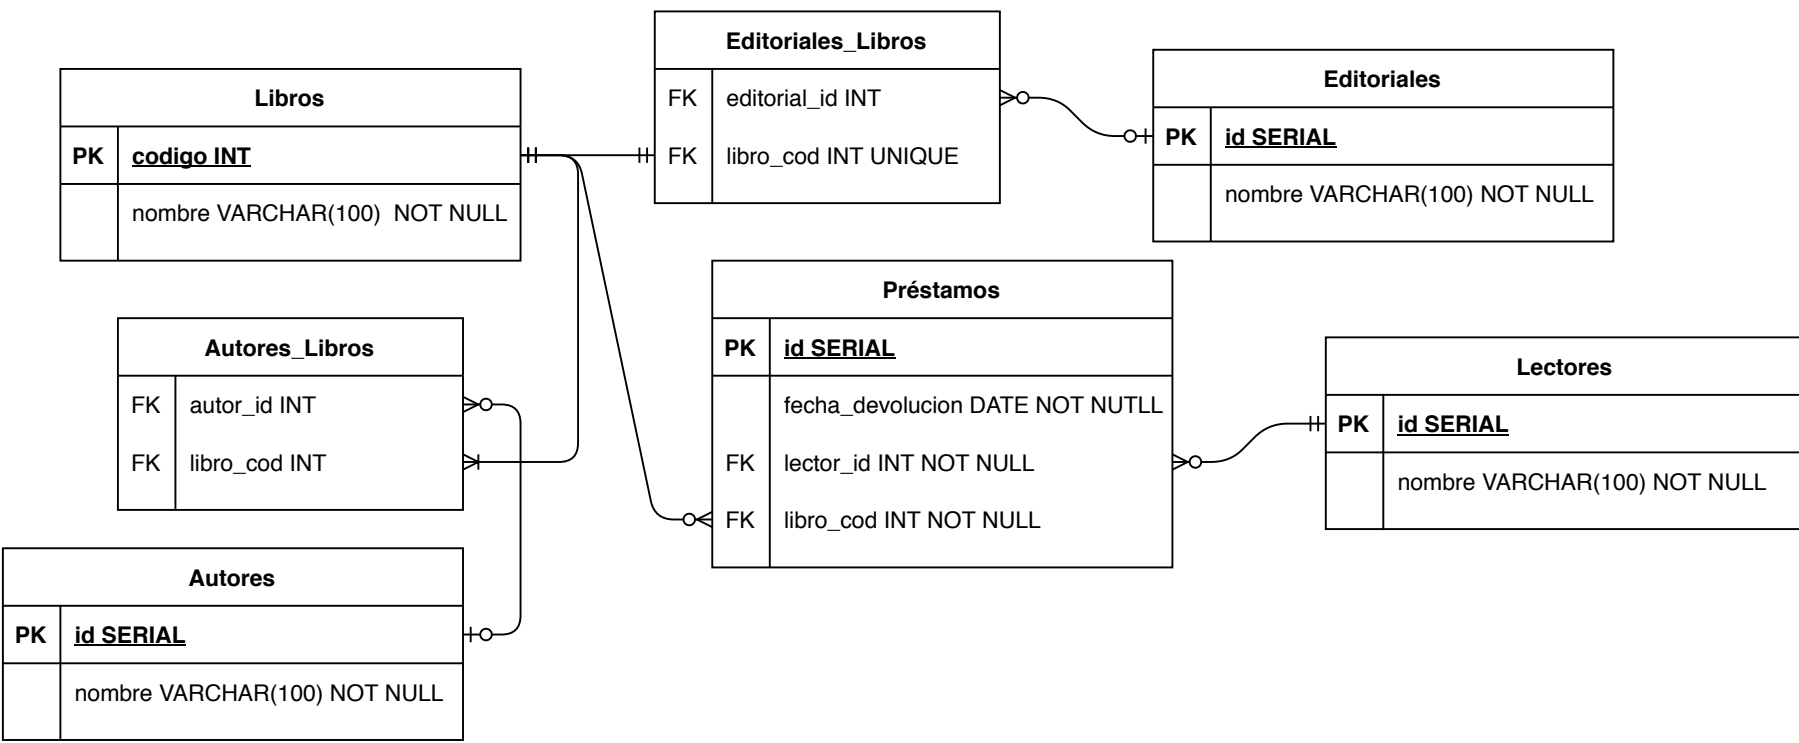 Libros
PK codigo INT
nombre VARCHAR(100)  NOT NULL
Editoriales_Libros
FK editorial_id INT
FK libro_cod INT UNIQUE
Editoriales
PK id SERIAL
nombre VARCHAR(100) NOT NULL
Autores_Libros
FK autor_id INT
FK libro_cod INT
Préstamos
PK id SERIAL
fecha_devolucion DATE NOT NUTLL
FK lector_id INT NOT NULL
FK libro_cod INT NOT NULL
Lectores
PK id SERIAL
nombre VARCHAR(100) NOT NULL
Autores
PK id SERIAL
nombre VARCHAR(100) NOT NULL